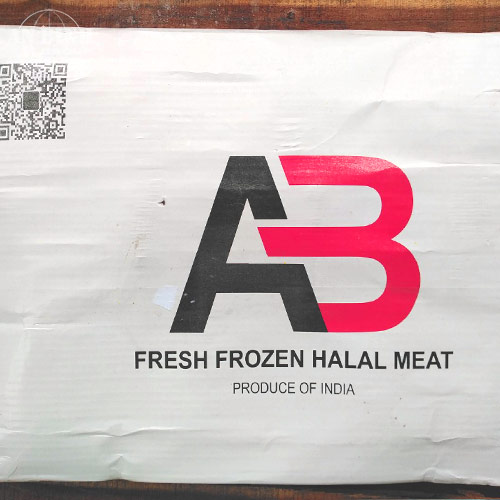 AB
FRESH FROZEN HALAL MEAT
PRODUCE OF INDIA